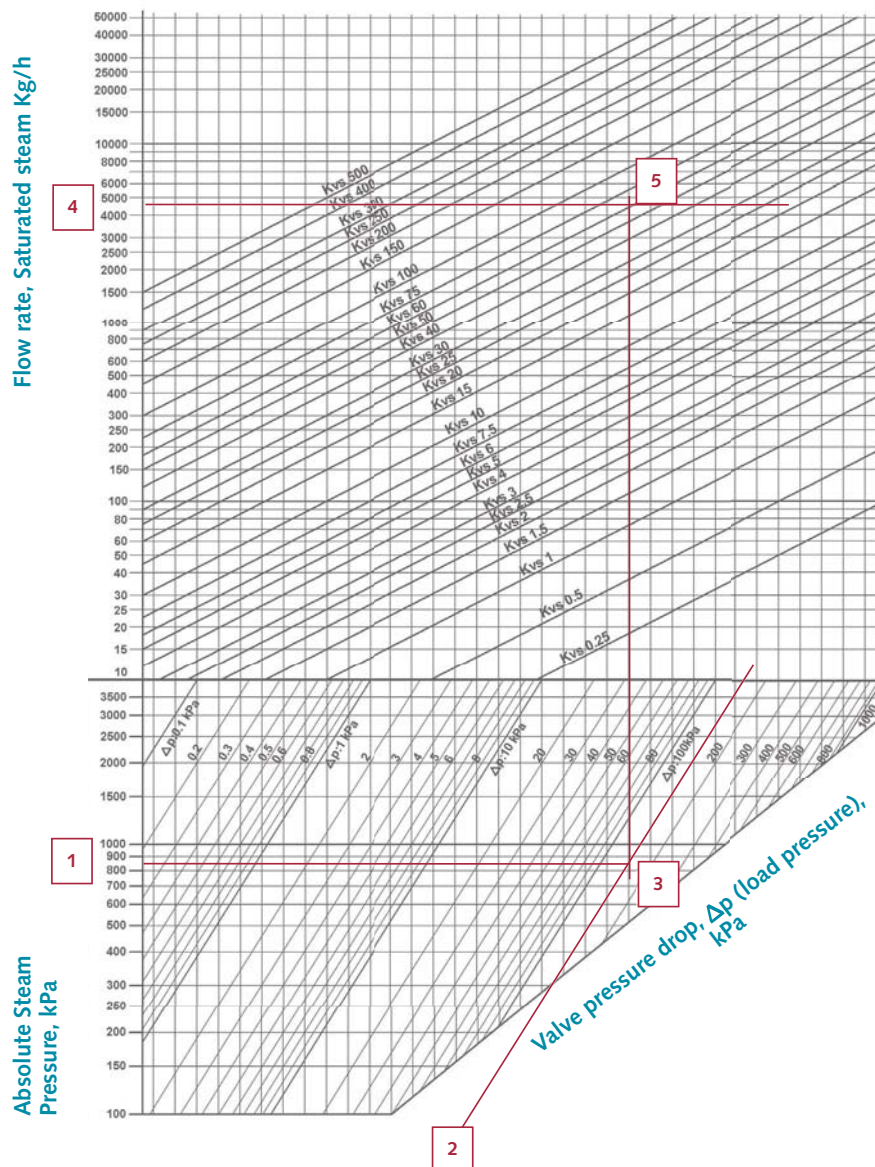 50000
30000
25000
20000
15000
10000
8000
6000
5000
4000
3000
2500
2000
1500
1000
800
600
500
400
300
250
200
150
100
80
60
50
40
30
25
20
15
10
Flow rate, Saturated steam Kg/h
4
5
Kvs 500
Kvs 400
Kvs 300
Kvs 250
Kvs 200
Kvs 150
Kvs 100
Kvs 75
Kvs 60
Kvs 50
Kvs 40
Kvs 30
Kvs 25
Kvs 20
Kvs 15
Kvs 10
Kvs 7.5
Kvs 6
Kvs 5
Kvs 4
Kvs 3
Kvs 2.5
Kvs 2
Kvs 1.5
Kvs 1
Kvs 0.5
Kvs 0.25
3500
3000
2500
2000
1500
1000
900
800
700
600
500
400
300
250
200
150
100
Absolute Steam
Pressure, kPa
1
Δp:0.1 kPa
0.2
0.3
0.4
0.5
0.6
0.8
Δp:1 kPa
2
3
4
5
6
8
Δp:10 kPa
20
30
40
50
60
80
Δp:100kPa
200
300
400
500
600
800
1000
3
Valve pressure drop, Δp (load pressure),
kPa
2